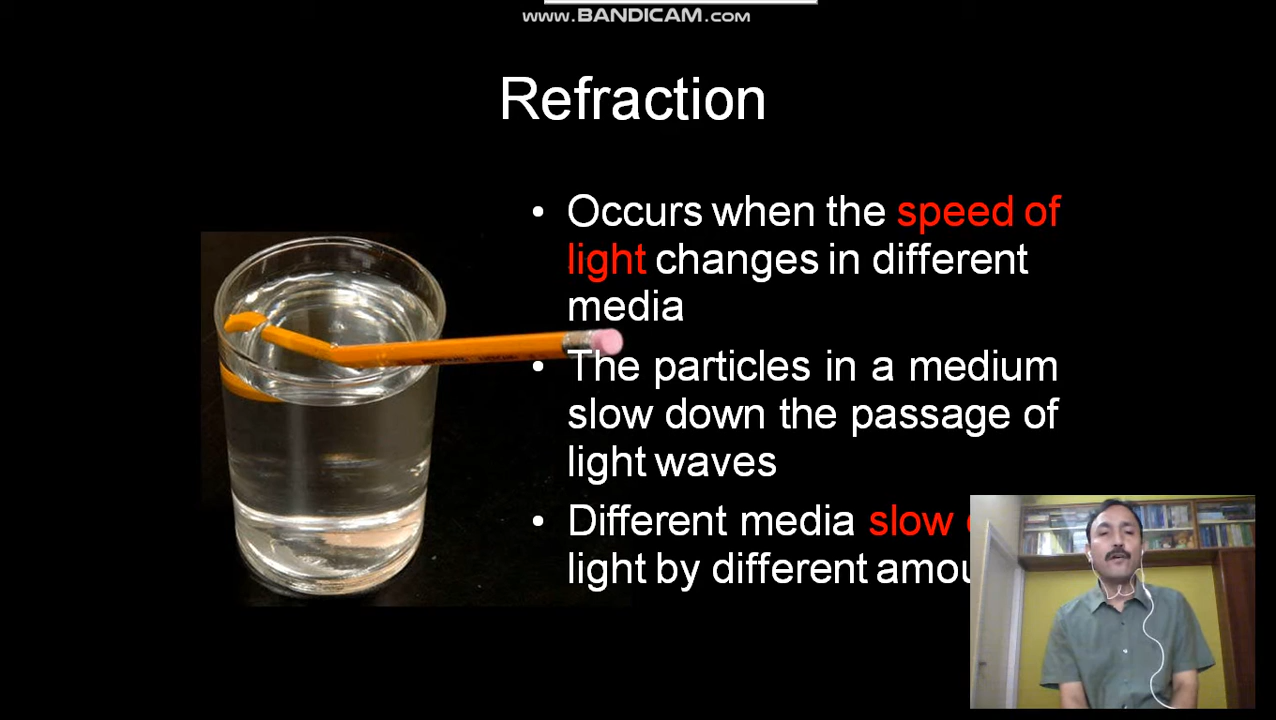 www.BANDICAM.com
Refraction
• Occurs when the speed of
light changes in different
media
• The particles in a medium
slow down the passage of
light waves
• Different media slow
light by different